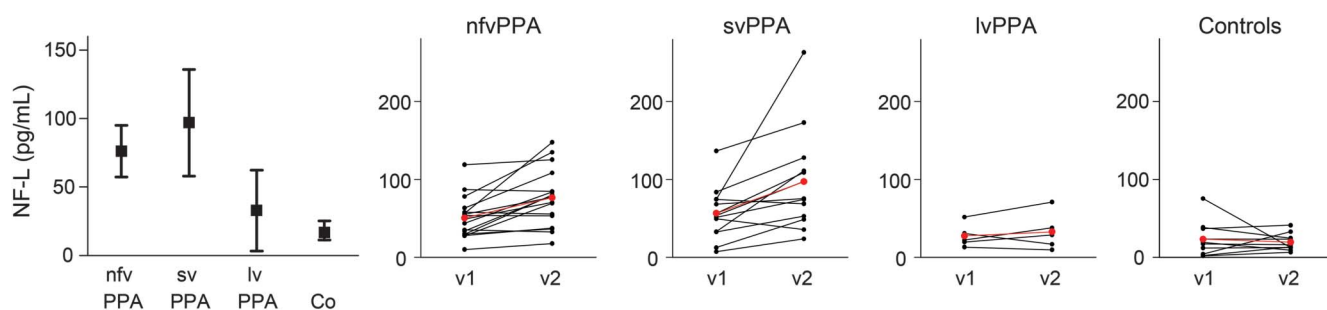 nfvPPA
svPPA
lvPPA
Controls
NF-L (pg/mL)
150
100
50
0
nfv
PPA
sv
PPA
lv
PPA
Co
200
100
0
v1
v2
200
100
0
v1
v2
200
100
0
v1
v2
200
100
0
v1
v2